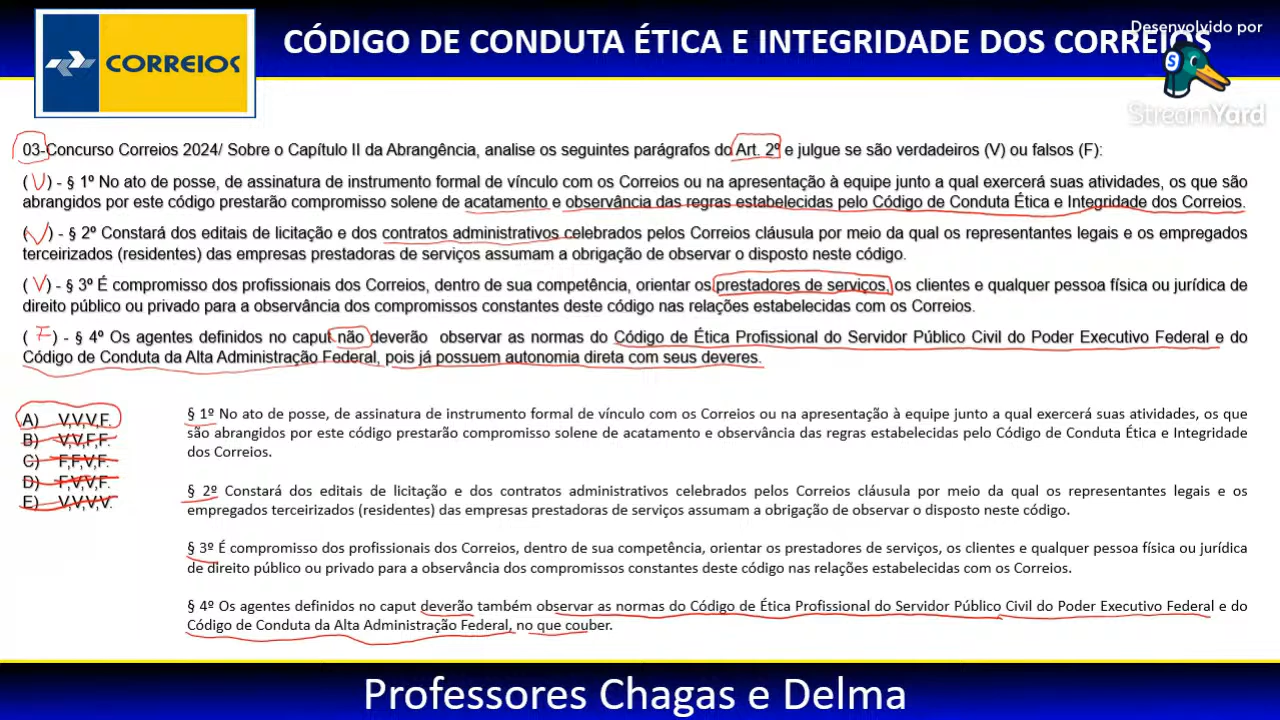 CORREIOS
CÓDIGO DE CONDUTA ÉTICA E INTEGRIDADE DOS CORREIOS
Desenvolvido por
S
StreamYard
03-Concurso Correios 2024/ Sobre o Capítulo II da Abrangência, analise os seguintes parágrafos do Art. 2º e julgue se são verdadeiros (V) ou falsos (F):
( V ) - § 1º No ato de posse, de assinatura de instrumento formal de vínculo com os Correios ou na apresentação à equipe junto a qual exercerá suas atividades, os que são
abrangidos por este código prestarão compromisso solene de acatamento e observância das regras estabelecidas pelo Código de Conduta Ética e Integridade dos Correios.
( V ) - § 2º Constará dos editais de licitação e dos contratos administrativos celebrados pelos Correios cláusula por meio da qual os representantes legais e os empregados
terceirizados (residentes) das empresas prestadoras de serviços assumam a obrigação de observar o disposto neste código.
( V ) - § 3º É compromisso dos profissionais dos Correios, dentro de sua competência, orientar os prestadores de serviços, os clientes e qualquer pessoa física ou jurídica de
direito público ou privado para a observância dos compromissos constantes deste código nas relações estabelecidas com os Correios.
( F ) - § 4º Os agentes definidos no caput não deverão observar as normas do Código de Ética Profissional do Servidor Público Civil do Poder Executivo Federal e do
Código de Conduta da Alta Administração Federal, pois já possuem autonomia direta com seus deveres.
A) V,V,V,F.
B) V,V,F,F.
C) F,F,V,F.
D) F,V,V,F.
E) V,V,V,V.
§ 1º No ato de posse, de assinatura de instrumento formal de vínculo com os Correios ou na apresentação à equipe junto a qual exercerá suas atividades, os que
são abrangidos por este código prestarão compromisso solene de acatamento e observância das regras estabelecidas pelo Código de Conduta Ética e Integridade
dos Correios.
§ 2º Constará dos editais de licitação e dos contratos administrativos celebrados pelos Correios cláusula por meio da qual os representantes legais e os
empregados terceirizados (residentes) das empresas prestadoras de serviços assumam a obrigação de observar o disposto neste código.
§ 3º É compromisso dos profissionais dos Correios, dentro de sua competência, orientar os prestadores de serviços, os clientes e qualquer pessoa física ou jurídica
de direito público ou privado para a observância dos compromissos constantes deste código nas relações estabelecidas com os Correios.
§ 4º Os agentes definidos no caput deverão também observar as normas do Código de Ética Profissional do Servidor Público Civil do Poder Executivo Federal e do
Código de Conduta da Alta Administração Federal, no que couber.
Professores Chagas e Delma